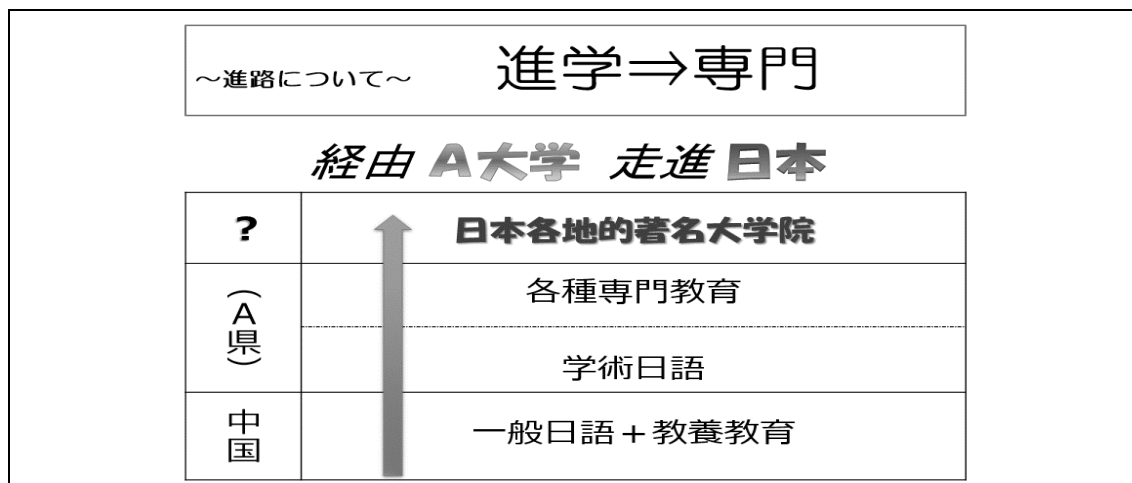 ～進路について～ 進学⇒専門
経由 A大学 走進 日本
? 日本各地的著名大学院
（A県） 各種専門教育
学術日語
中国 一般日語＋教養教育